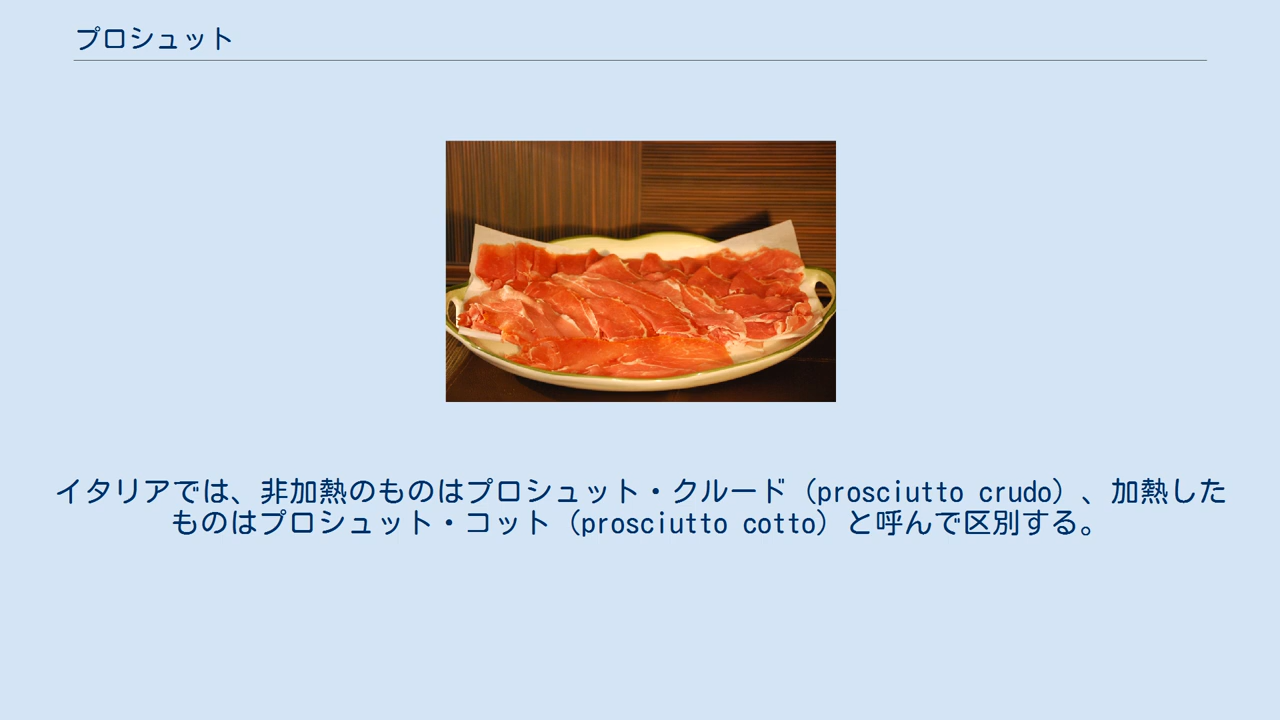 プロシュット
イタリアでは、非加熱のものはプロシュット・クルード（prosciutto crudo）、加熱した
ものはプロシュット・コット（prosciutto cotto）と呼んで区別する。